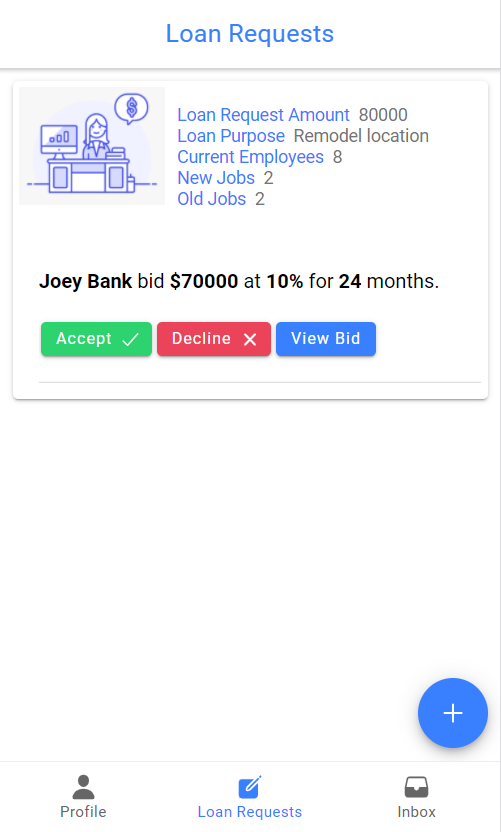 Loan Requests
Loan Request Amount 80000
Loan Purpose Remodel location
Current Employees 8
New Jobs 2
Old Jobs 2
Joey Bank bid $70000 at 10% for 24 months.
Accept Decline View Bid
Profile Loan Requests Inbox